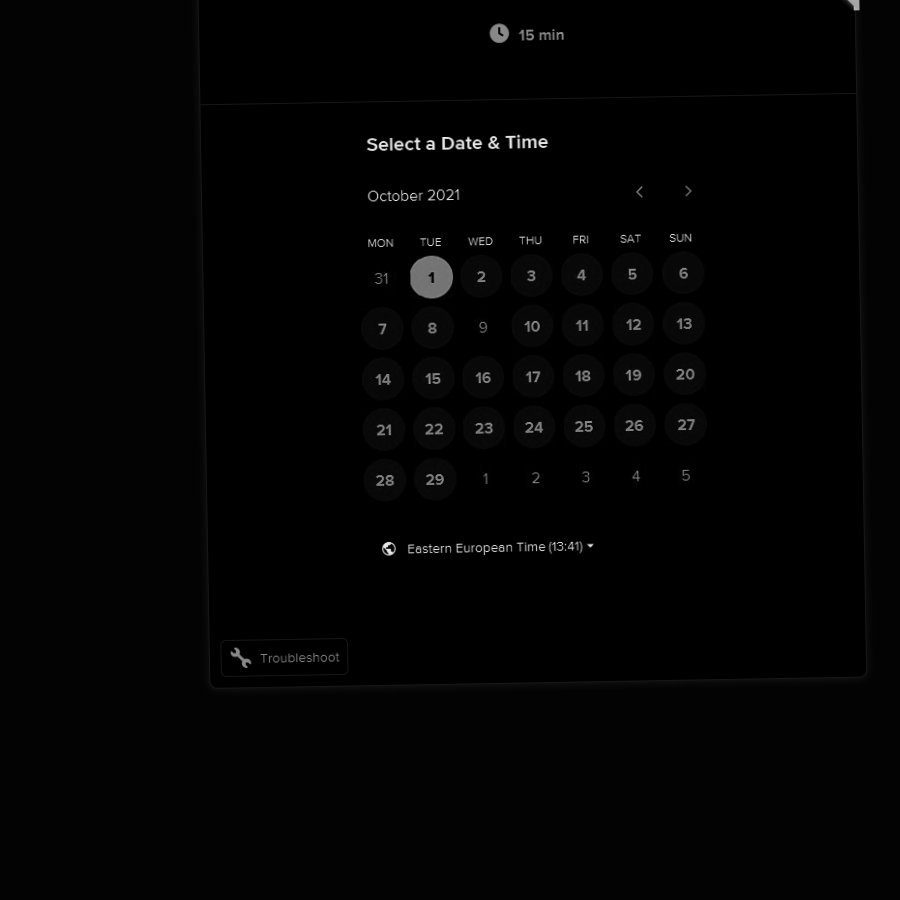 15 min
Select a Date & Time
October 2021
MON TUE WED THU FRI SAT SUN
31 1 2 3 4 5 6
7 8 9 10 11 12 13
14 15 16 17 18 19 20
21 22 23 24 25 26 27
28 29 1 2 3 4 5
Eastern European Time (13:41)
Troubleshoot